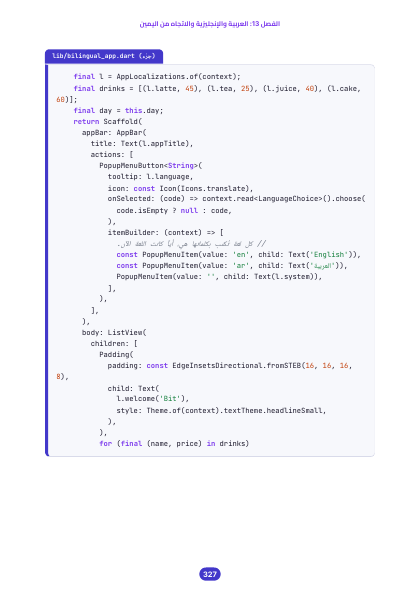 الفصل 13: العربية والإنجليزية والاتجاه من اليمين
lib/bilingual_app.dart (جزء)
final l = AppLocalizations.of(context);
final drinks = [(l.latte, 45), (l.tea, 25), (l.juice, 40), (l.cake,
60)];
final day = this.day;
return Scaffold(
appBar: AppBar(
title: Text(l.appTitle),
actions: [
PopupMenuButton<String>(
tooltip: l.language,
icon: const Icon(Icons.translate),
onSelected: (code) => context.read<LanguageChoice>().choose(
code.isEmpty ? null : code,
),
itemBuilder: (context) => [
// كل لغة تُكتب بكلماتها هي، أياً كانت اللغة الآن.
const PopupMenuItem(value: 'en', child: Text('English')),
const PopupMenuItem(value: 'ar', child: Text('العربية')),
PopupMenuItem(value: '', child: Text(l.system)),
],
),
],
),
body: ListView(
children: [
Padding(
padding: const EdgeInsetsDirectional.fromSTEB(16, 16, 16,
8),
child: Text(
l.welcome('Bit'),
style: Theme.of(context).textTheme.headlineSmall,
),
),
for (final (name, price) in drinks)
327